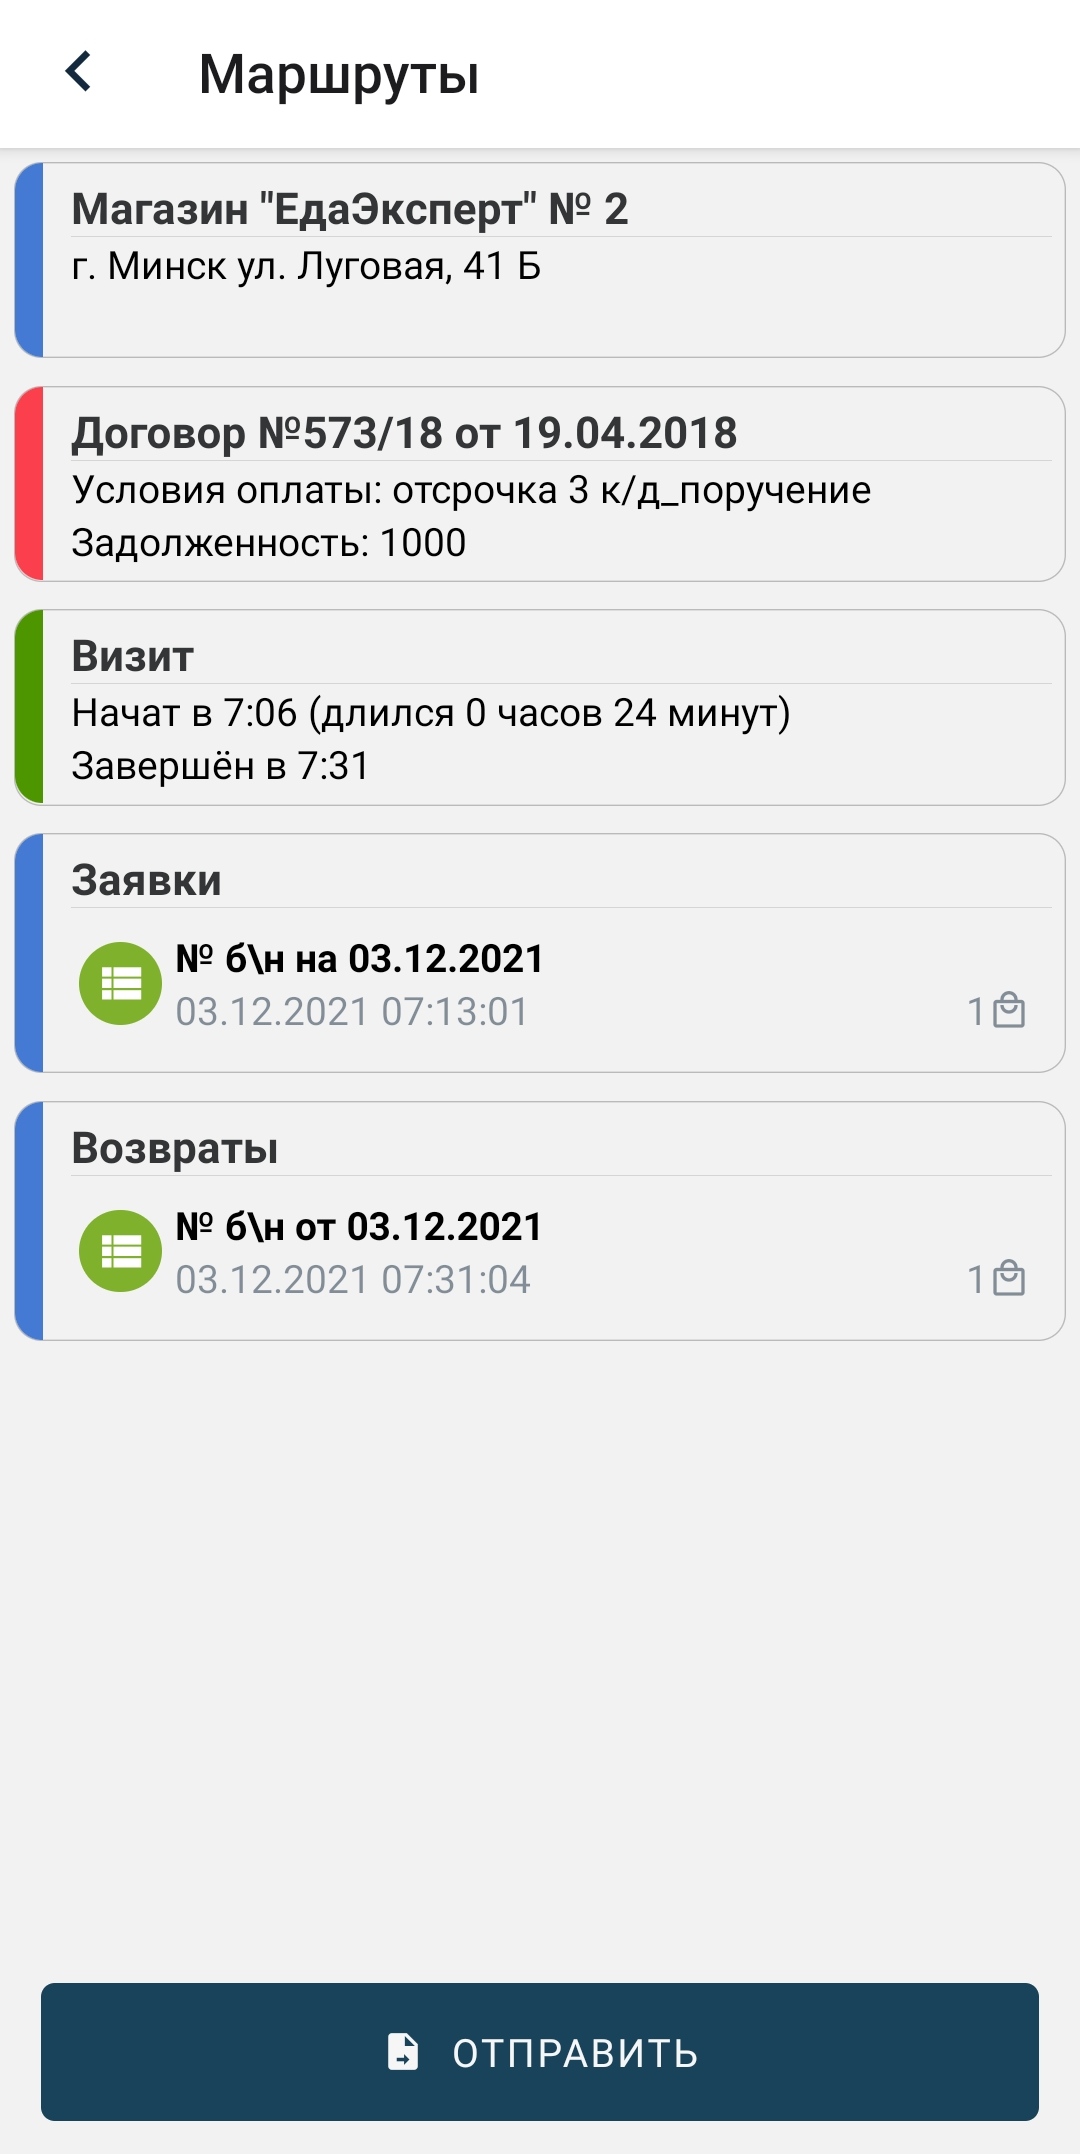 Маршруты
Магазин "ЕдаЭксперт" № 2
г. Минск ул. Луговая, 41 Б
Договор №573/18 от 19.04.2018
Условия оплаты: отсрочка 3 к/д_поручение
Задолженность: 1000
Визит
Начат в 7:06 (длился 0 часов 24 минут)
Завершён в 7:31
Заявки
№ б\н на 03.12.2021
03.12.2021 07:13:01
1
Возвраты
№ б\н от 03.12.2021
03.12.2021 07:31:04
1
ОТПРАВИТЬ